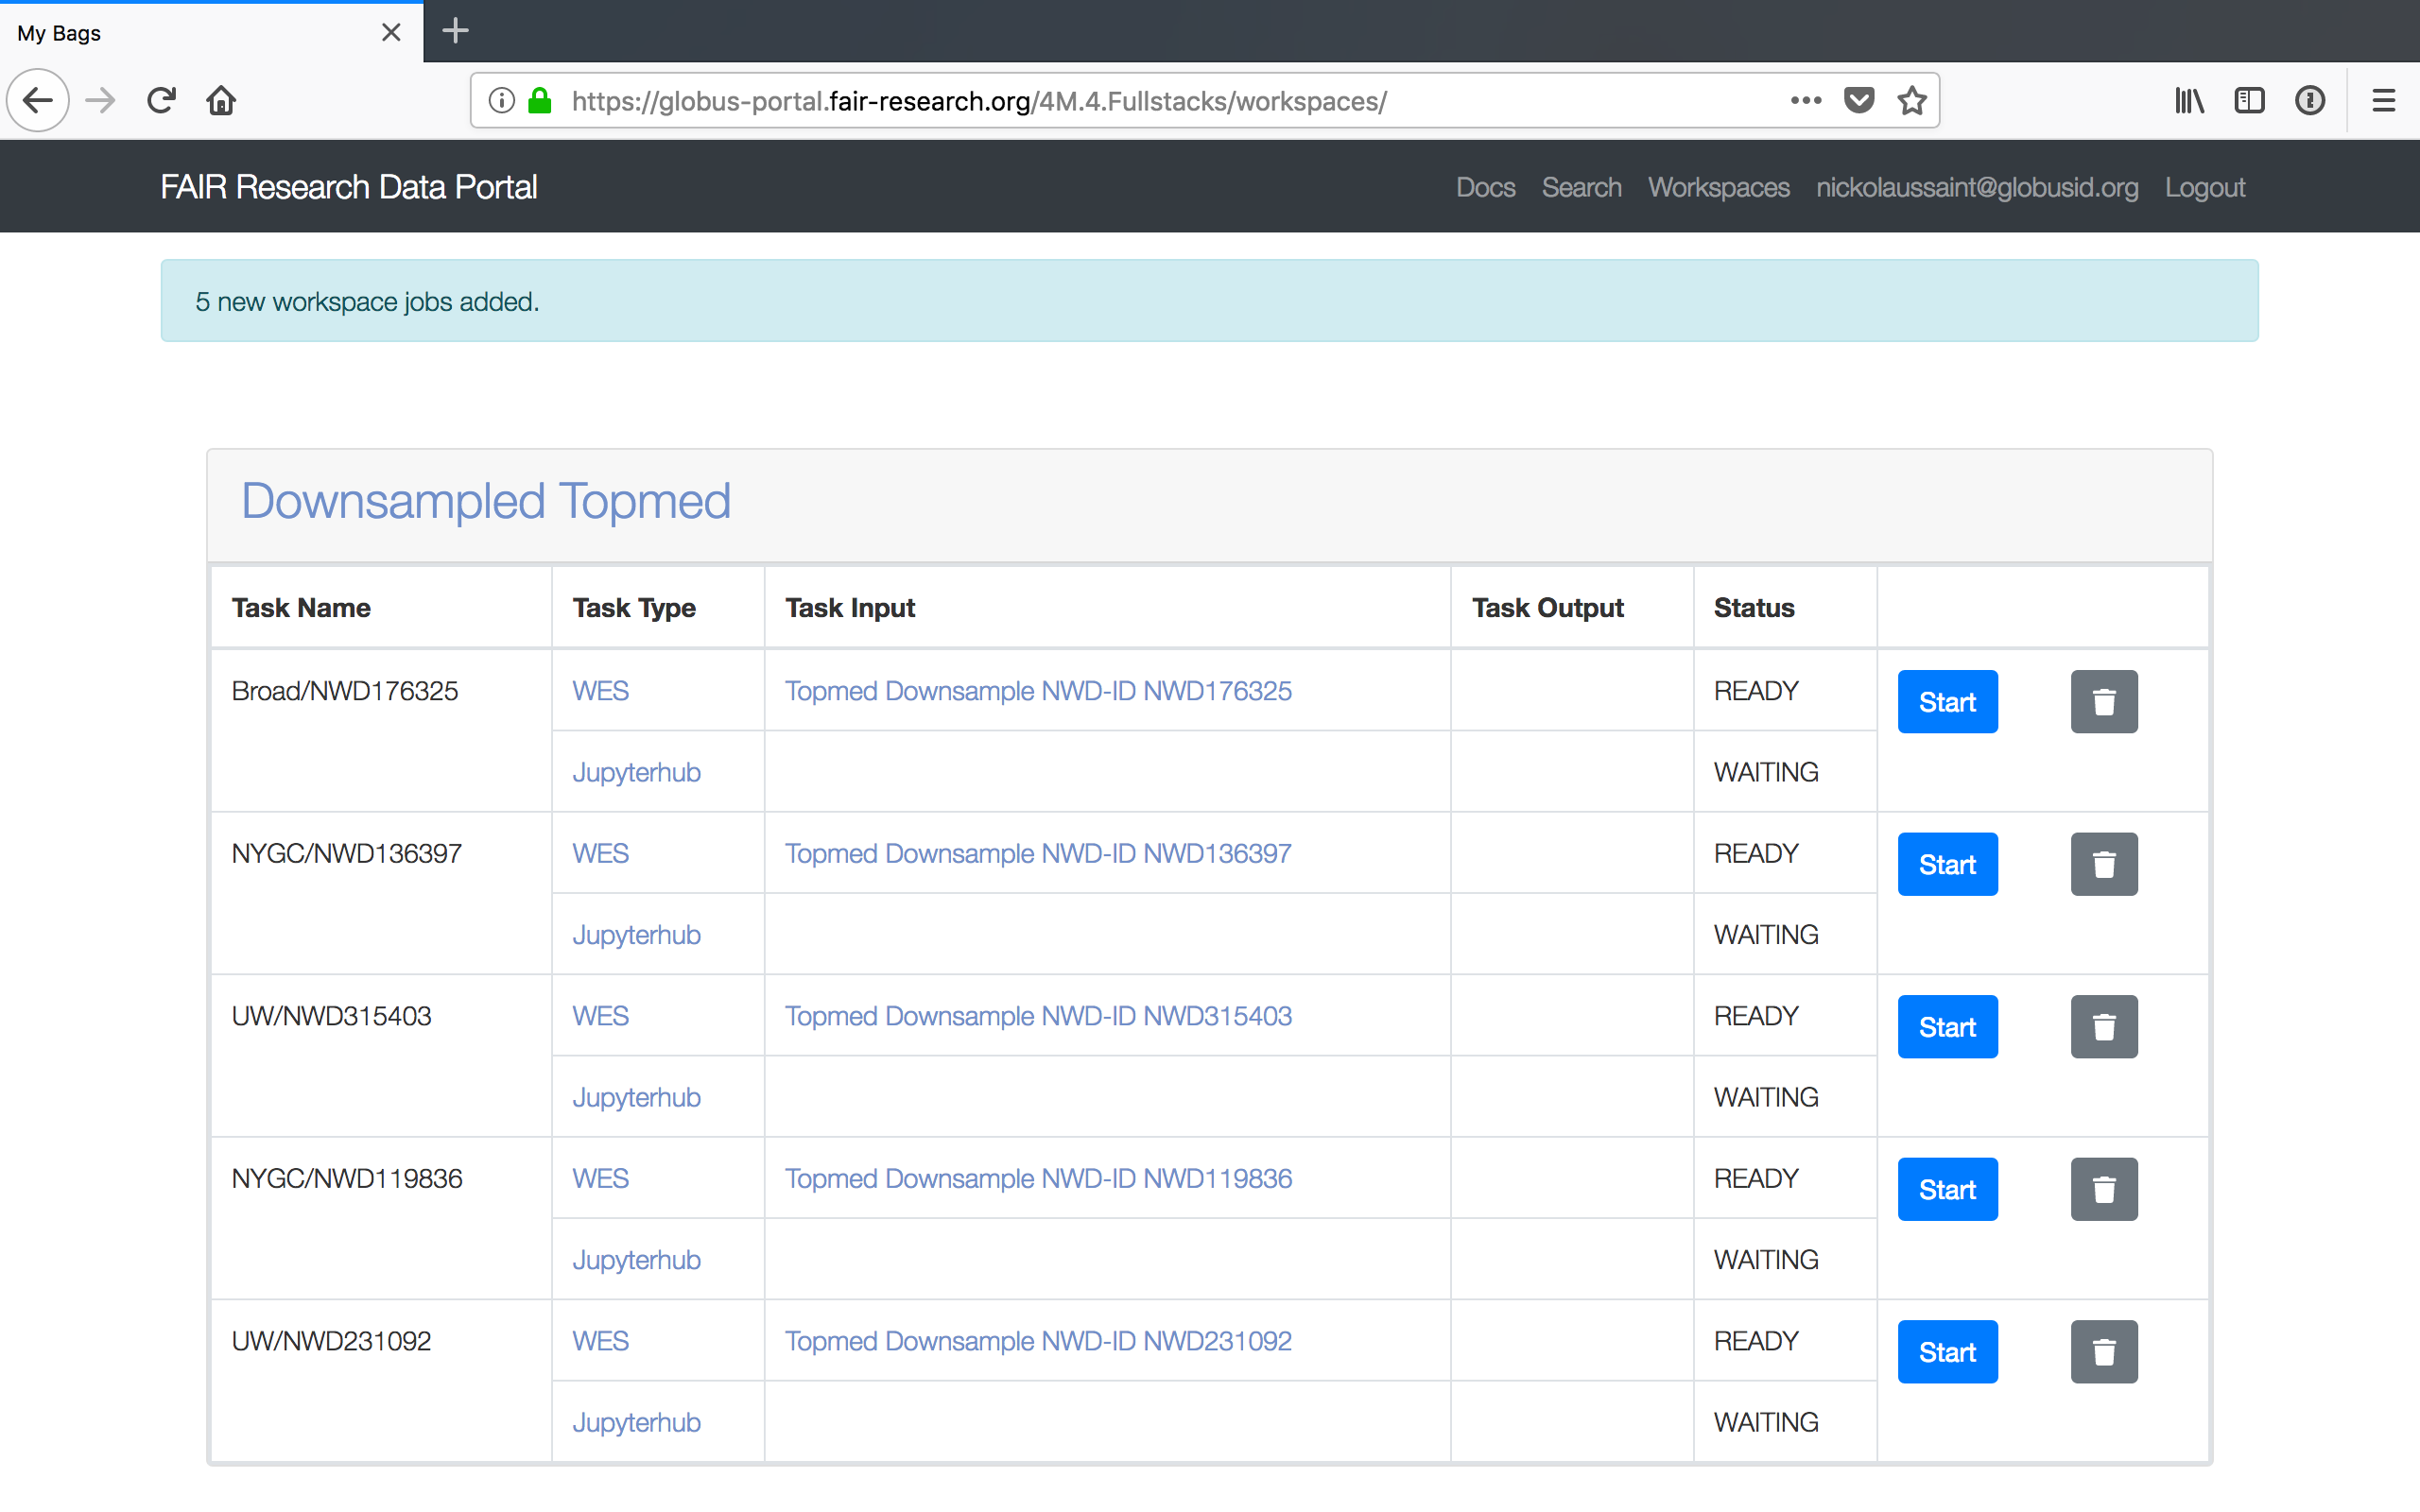 My Bags
https://globus-portal.fair-research.org/4M.4.Fullstacks/workspaces/
FAIR Research Data Portal Docs Search Workspaces nickolaussaint@globusid.org Logout
5 new workspace jobs added.
Downsampled Topmed
Task Name Task Type Task Input Task Output Status
Broad/NWD176325 WES Topmed Downsample NWD-ID NWD176325 READY Start
Jupyterhub WAITING
NYGC/NWD136397 WES Topmed Downsample NWD-ID NWD136397 READY Start
Jupyterhub WAITING
UW/NWD315403 WES Topmed Downsample NWD-ID NWD315403 READY Start
Jupyterhub WAITING
NYGC/NWD119836 WES Topmed Downsample NWD-ID NWD119836 READY Start
Jupyterhub WAITING
UW/NWD231092 WES Topmed Downsample NWD-ID NWD231092 READY Start
Jupyterhub WAITING